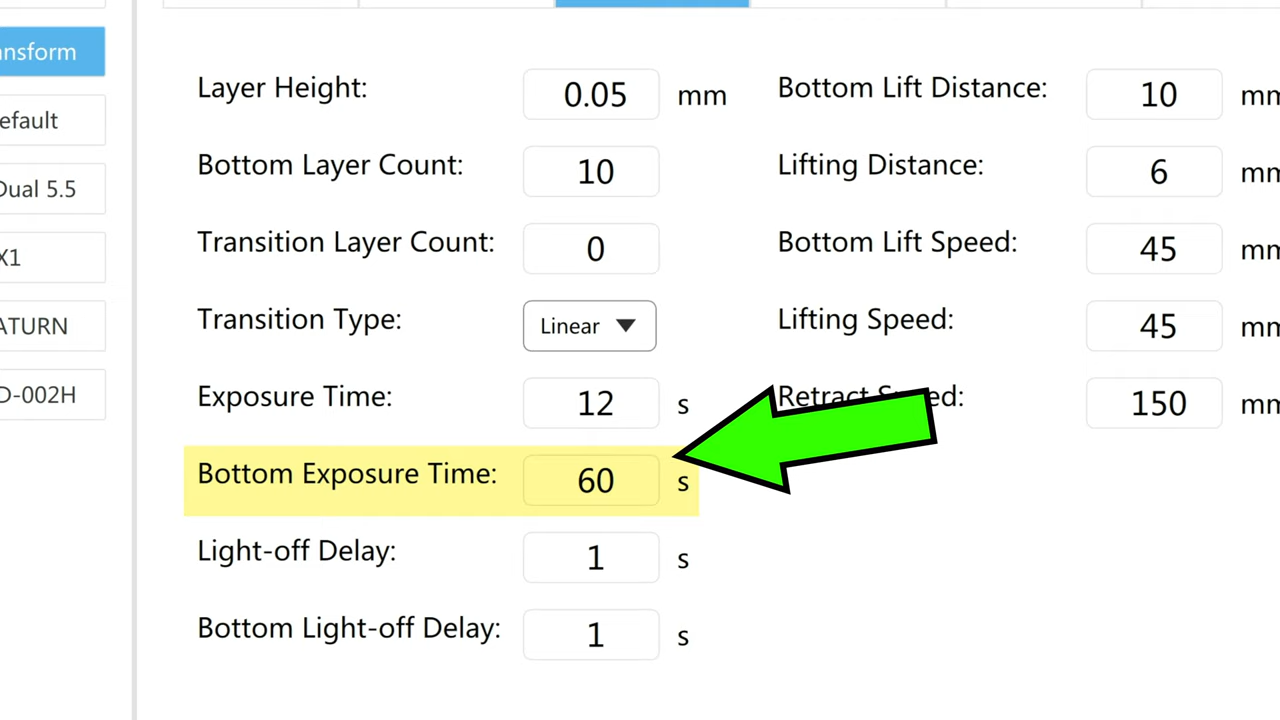 ansform
efault
Dual 5.5
X1
ATURN
D-002H
Layer Height: 0.05 mm
Bottom Layer Count: 10
Transition Layer Count: 0
Transition Type: Linear
Exposure Time: 12 s
Bottom Exposure Time: 60 s
Light-off Delay: 1 s
Bottom Light-off Delay: 1 s
Bottom Lift Distance: 10 mm
Lifting Distance: 6 mm
Bottom Lift Speed: 45 mm
Lifting Speed: 45 mm
Retract Speed: 150 mm